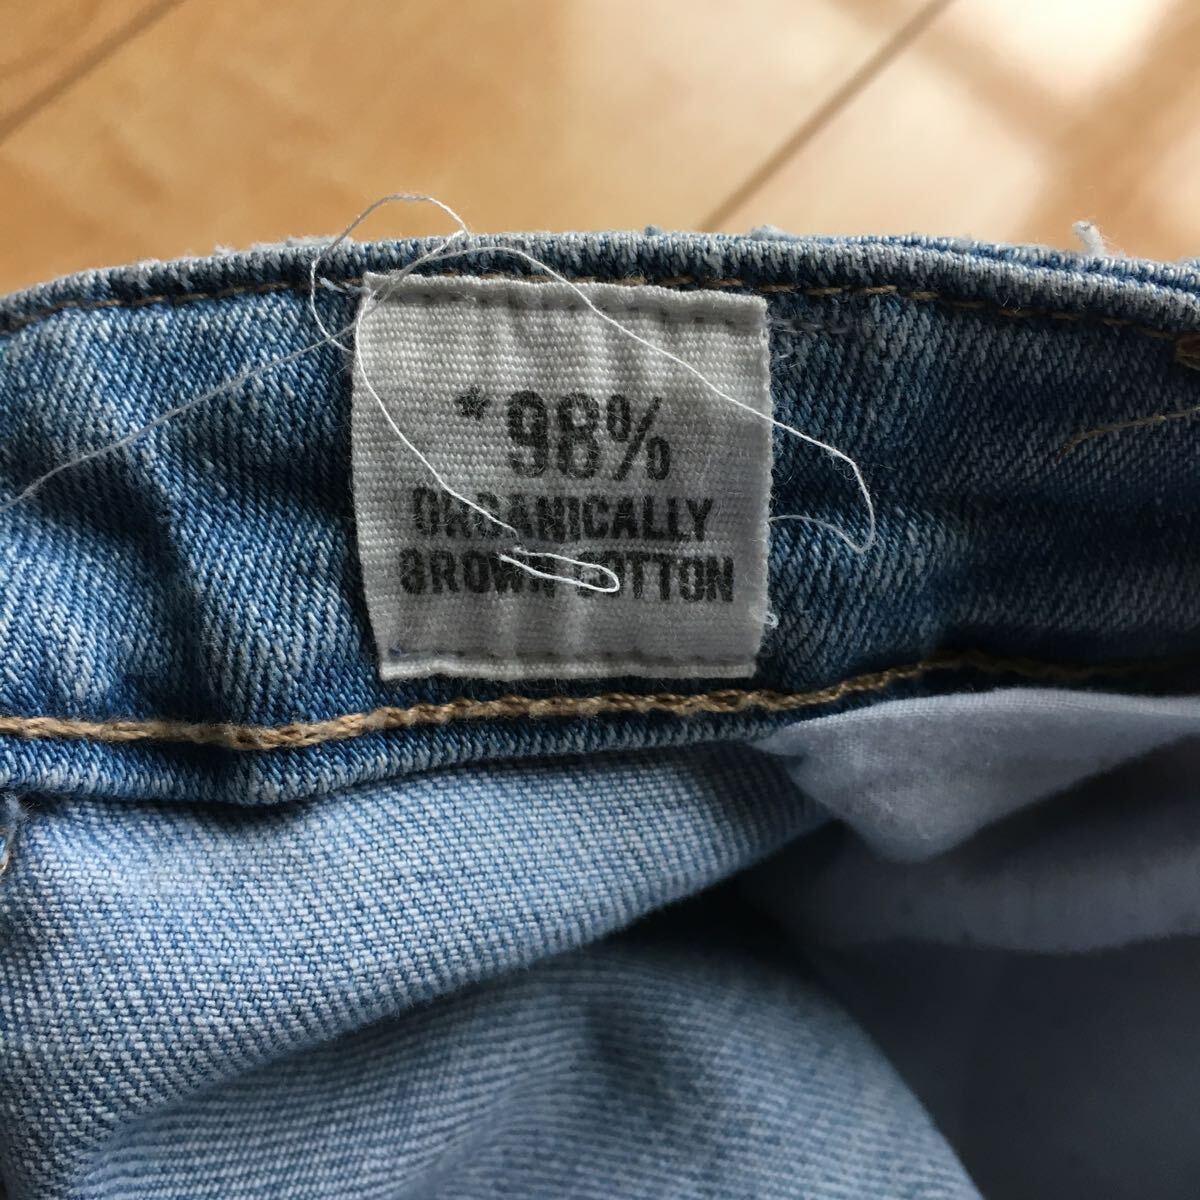 *98%
ORGANICALLY
GROWN COTTON